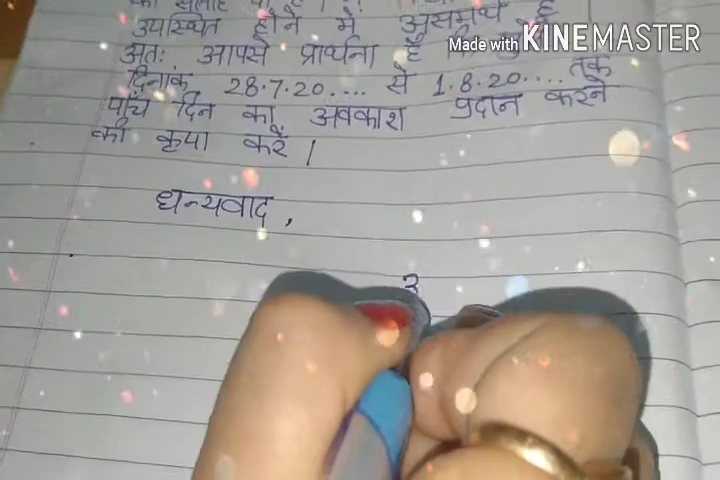 उपस्थित होने में असमर्थ हूँ
अतः आपसे प्रार्थना है
Made with KINEMASTER
दिनांक 28.7.20.... से 1.8.20.... तक
पाँच दिन का अवकाश प्रदान करने
की कृपा करें ।
धन्यवाद,